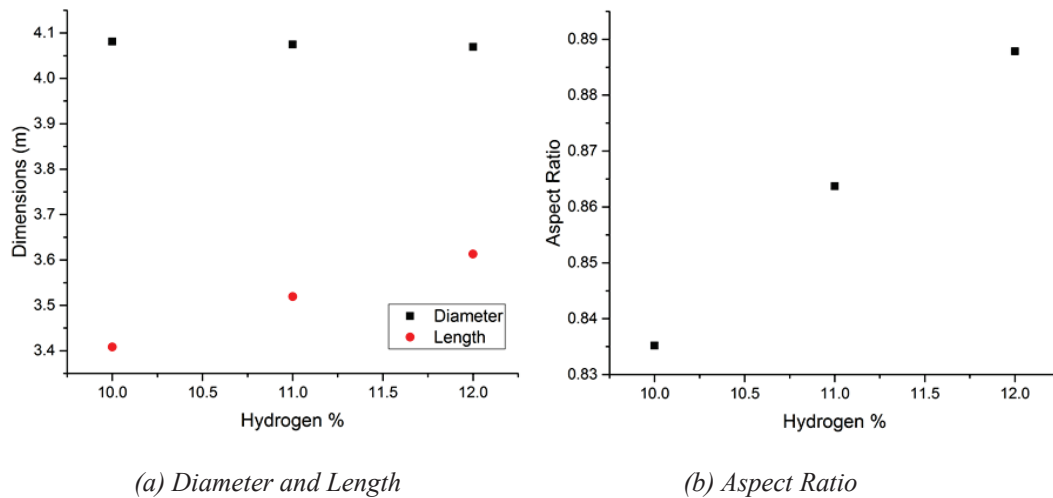 4.1
4.0
3.9
3.8
3.7
3.6
3.5
3.4
Dimensions (m)
10.0 10.5 11.0 11.5 12.0
Hydrogen %
Diameter
Length
(a) Diameter and Length
0.89
0.88
0.87
0.86
0.85
0.84
0.83
Aspect Ratio
10.0 10.5 11.0 11.5 12.0
Hydrogen %
(b) Aspect Ratio